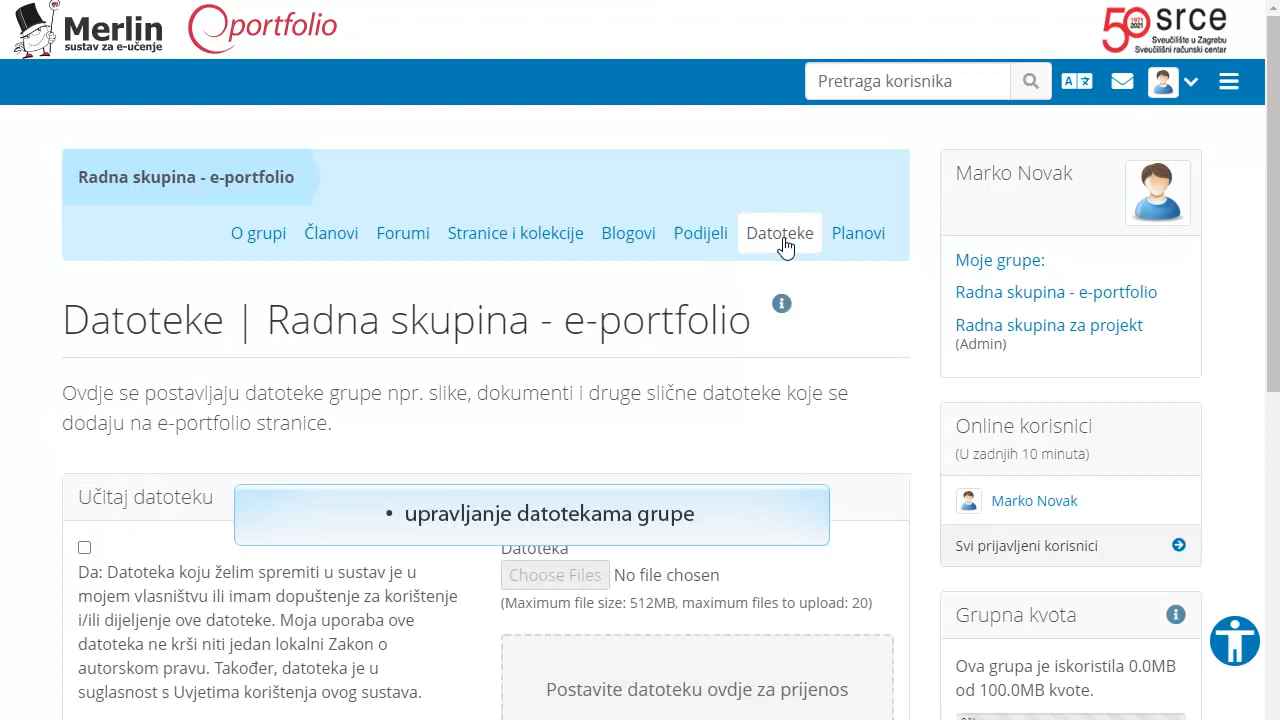 Merlin
sustav za e-učenje
portfolio
50 srce
1971
2021
Sveučilište u Zagrebu
Sveučilišni računski centar
Pretraga korisnika
A
Radna skupina - e-portfolio
O grupi Članovi Forumi Stranice i kolekcije Blogovi Podijeli Datoteke Planovi
Datoteke | Radna skupina - e-portfolio
Ovdje se postavljaju datoteke grupe npr. slike, dokumenti i druge slične datoteke koje se
dodaju na e-portfolio stranice.
Učitaj datoteku
• upravljanje datotekama grupe
Da: Datoteka koju želim spremiti u sustav je u
mojem vlasništvu ili imam dopuštenje za korištenje
i/ili dijeljenje ove datoteke. Moja uporaba ove
datoteka ne krši niti jedan lokalni Zakon o
autorskom pravu. Također, datoteka je u
suglasnost s Uvjetima korištenja ovog sustava.
Datoteka
Choose Files No file chosen
(Maximum file size: 512MB, maximum files to upload: 20)
Postavite datoteku ovdje za prijenos
Marko Novak
Moje grupe:
Radna skupina - e-portfolio
Radna skupina za projekt
(Admin)
Online korisnici
(U zadnjih 10 minuta)
Marko Novak
Svi prijavljeni korisnici
Grupna kvota
Ova grupa je iskoristila 0.0MB
od 100.0MB kvote.